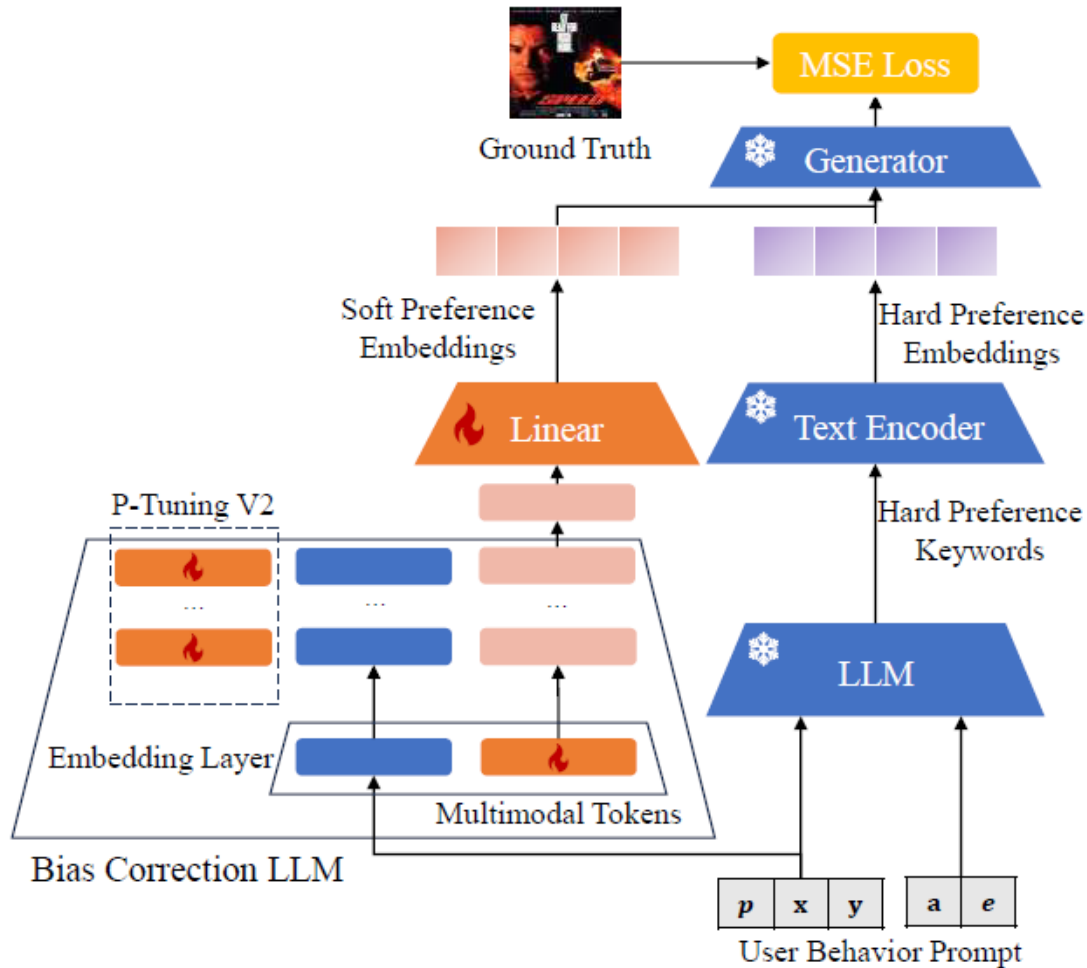 MSE Loss
Ground Truth
Generator
Soft Preference
Embeddings
Hard Preference
Embeddings
Linear
Text Encoder
P-Tuning V2
Hard Preference
Keywords
...
...
...
LLM
Embedding Layer
Multimodal Tokens
Bias Correction LLM
p x y a e
User Behavior Prompt